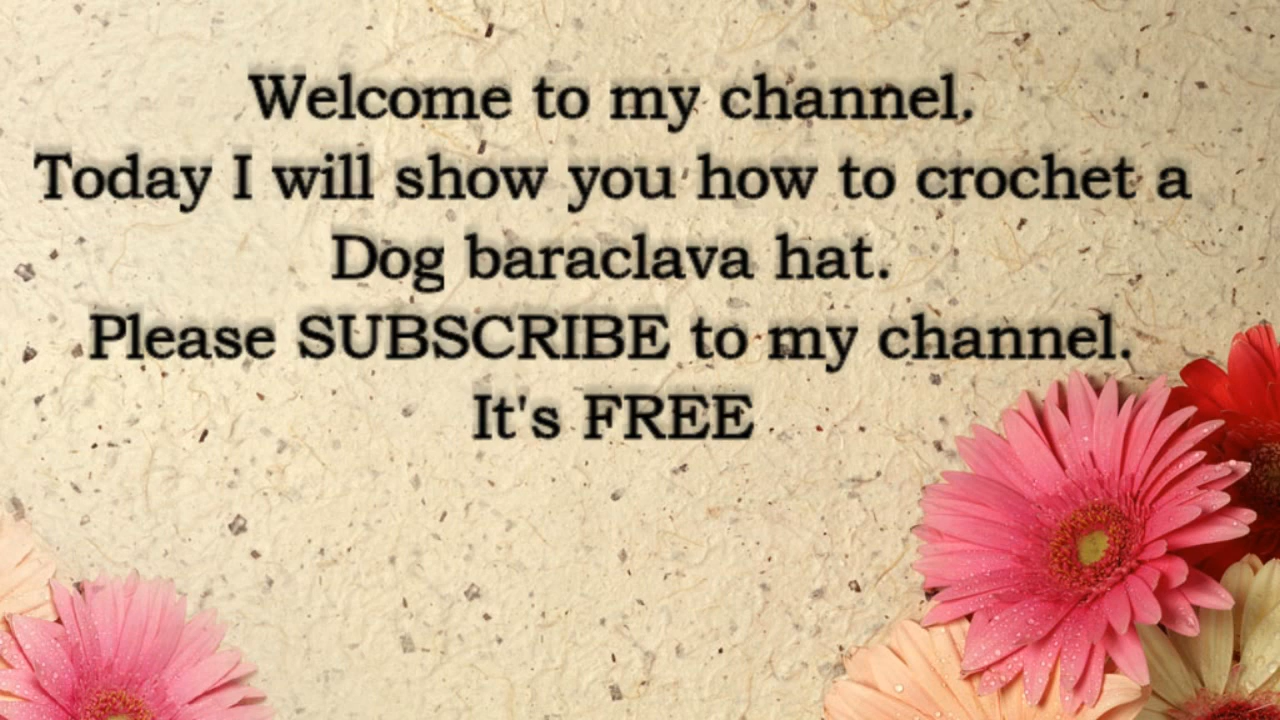 Welcome to my channel.
Today I will show you how to crochet a
Dog baraclava hat.
Please SUBSCRIBE to my channel.
It's FREE